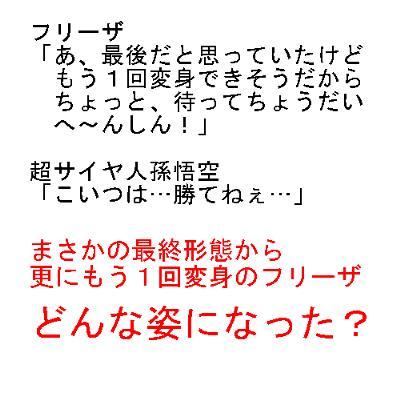 フリーザ
「あ、最後だと思っていたけど
もう１回変身できそうだから
ちょっと、待ってちょうだい
へ～んしん！」
超サイヤ人孫悟空
「こいつは…勝てねぇ…」
まさかの最終形態から
更にもう１回変身のフリーザ
どんな姿になった？